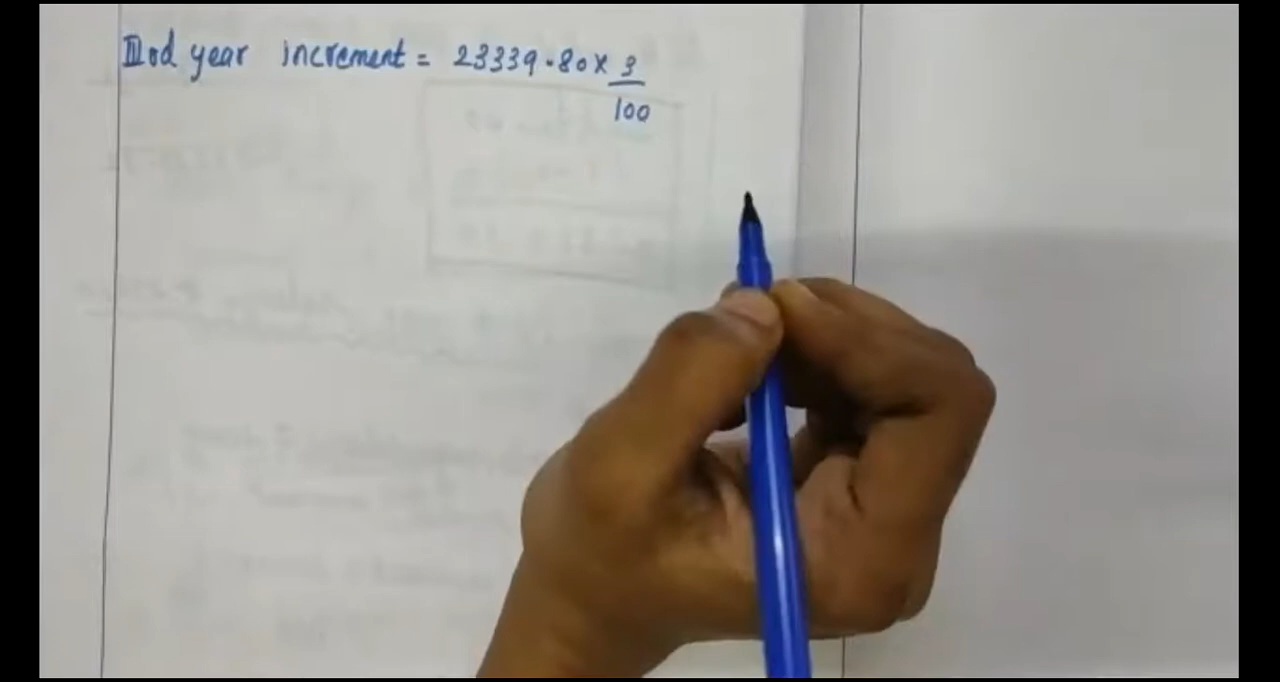 IInd year increment = 23339.80 × 3/100